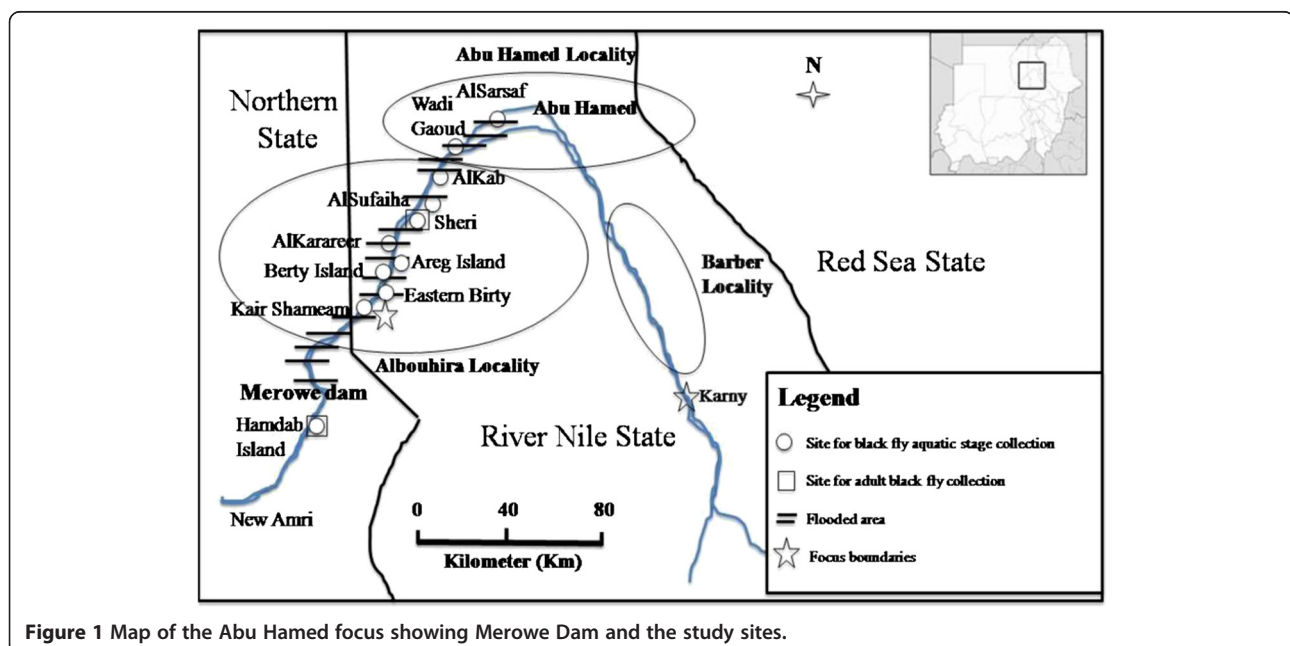 Abu Hamed Locality
N
Northern
State
AlSarsaf
Wadi
Gaoud
Abu Hamed
AlKab
AlSufaiha
Sheri
AlKarareer
Areg Island
Berty Island
Eastern Birty
Kair Shameam
Barber
Locality
Red Sea State
Albouhira Locality
Merowe dam
Karny
Hamdab
Island
River Nile State
New Amri
0 40 80
Kilometer (Km)
Legend
Site for black fly aquatic stage collection
Site for adult black fly collection
Flooded area
Focus boundaries
Figure 1 Map of the Abu Hamed focus showing Merowe Dam and the study sites.